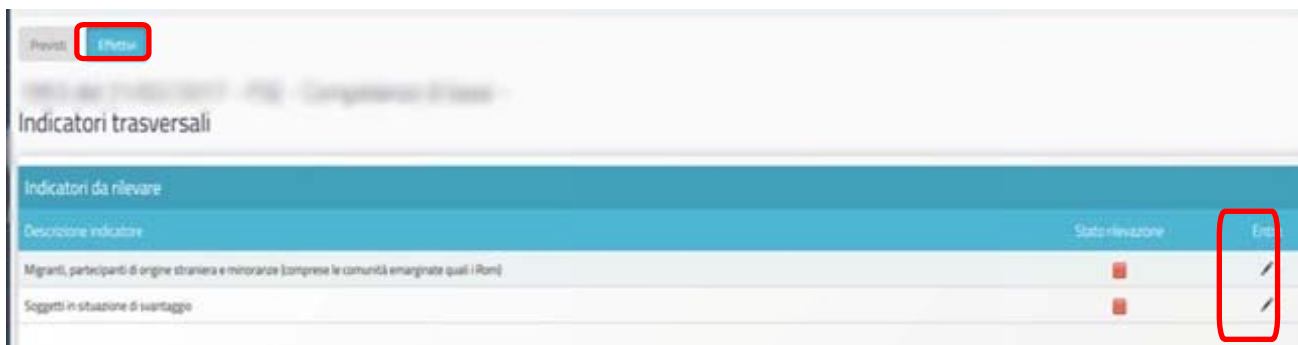 Previsti Effettivi
Indicatori trasversali
Indicatori da rilevare
Descrizione indicatore Stato rilevazione
Migranti, partecipanti di origine straniera e minoranze (comprese le comunità emarginate quali i Rom)
Soggetti in situazione di svantaggio